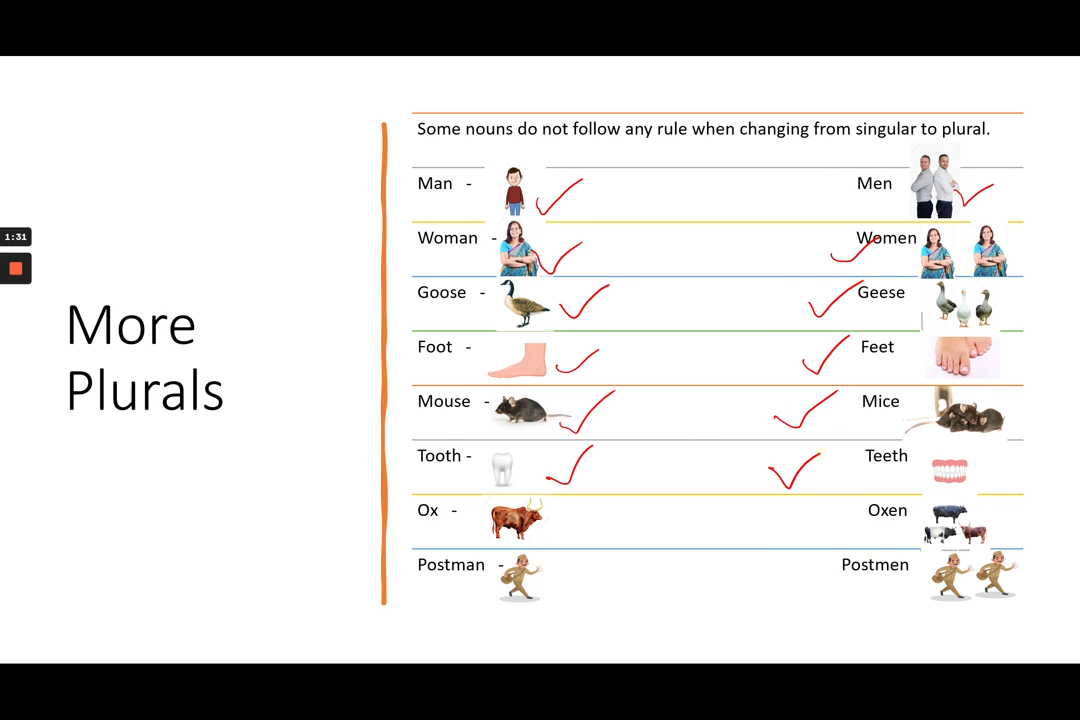 1:31
More
Plurals
Some nouns do not follow any rule when changing from singular to plural.
Man - Men
Woman - Women
Goose - Geese
Foot - Feet
Mouse - Mice
Tooth - Teeth
Ox - Oxen
Postman - Postmen